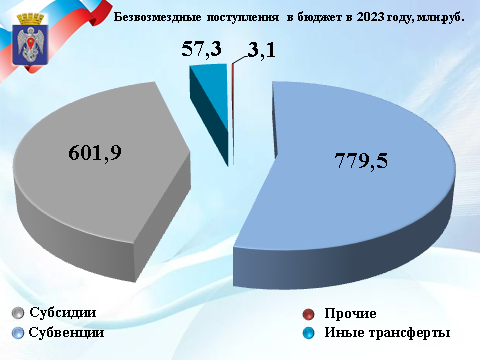 Безвозмездные поступления в бюджет в 2023 году, млн.руб.
57,3
3,1
601,9
779,5
Субсидии
Прочие
Субвенции
Иные трансферты